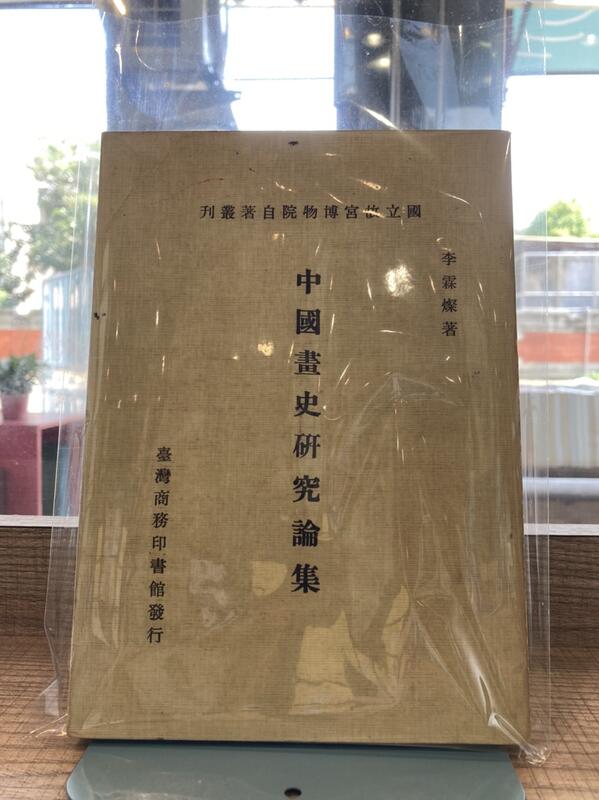 國立故宮博物院自著叢刊
李霖燦著
中國畫史研究論集
臺灣商務印書館發行